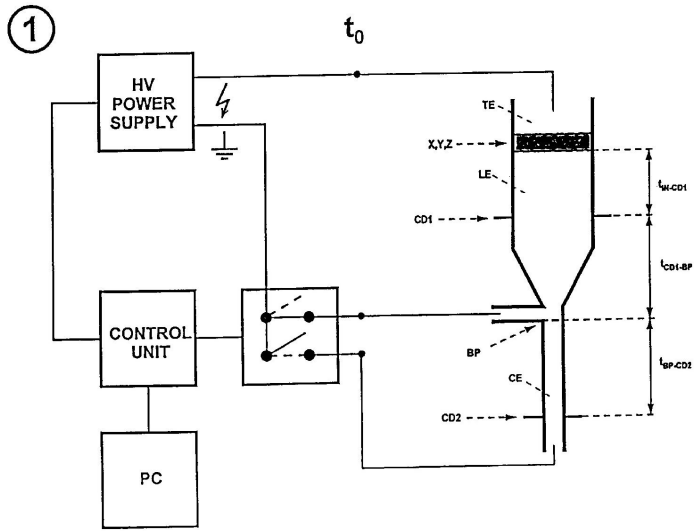 1
t0
HV
POWER
SUPPLY
TE
X,Y,Z
LE
tIN-CD1
CD1
tCD1-BP
CONTROL
UNIT
BP
CE
tBP-CD2
CD2
PC